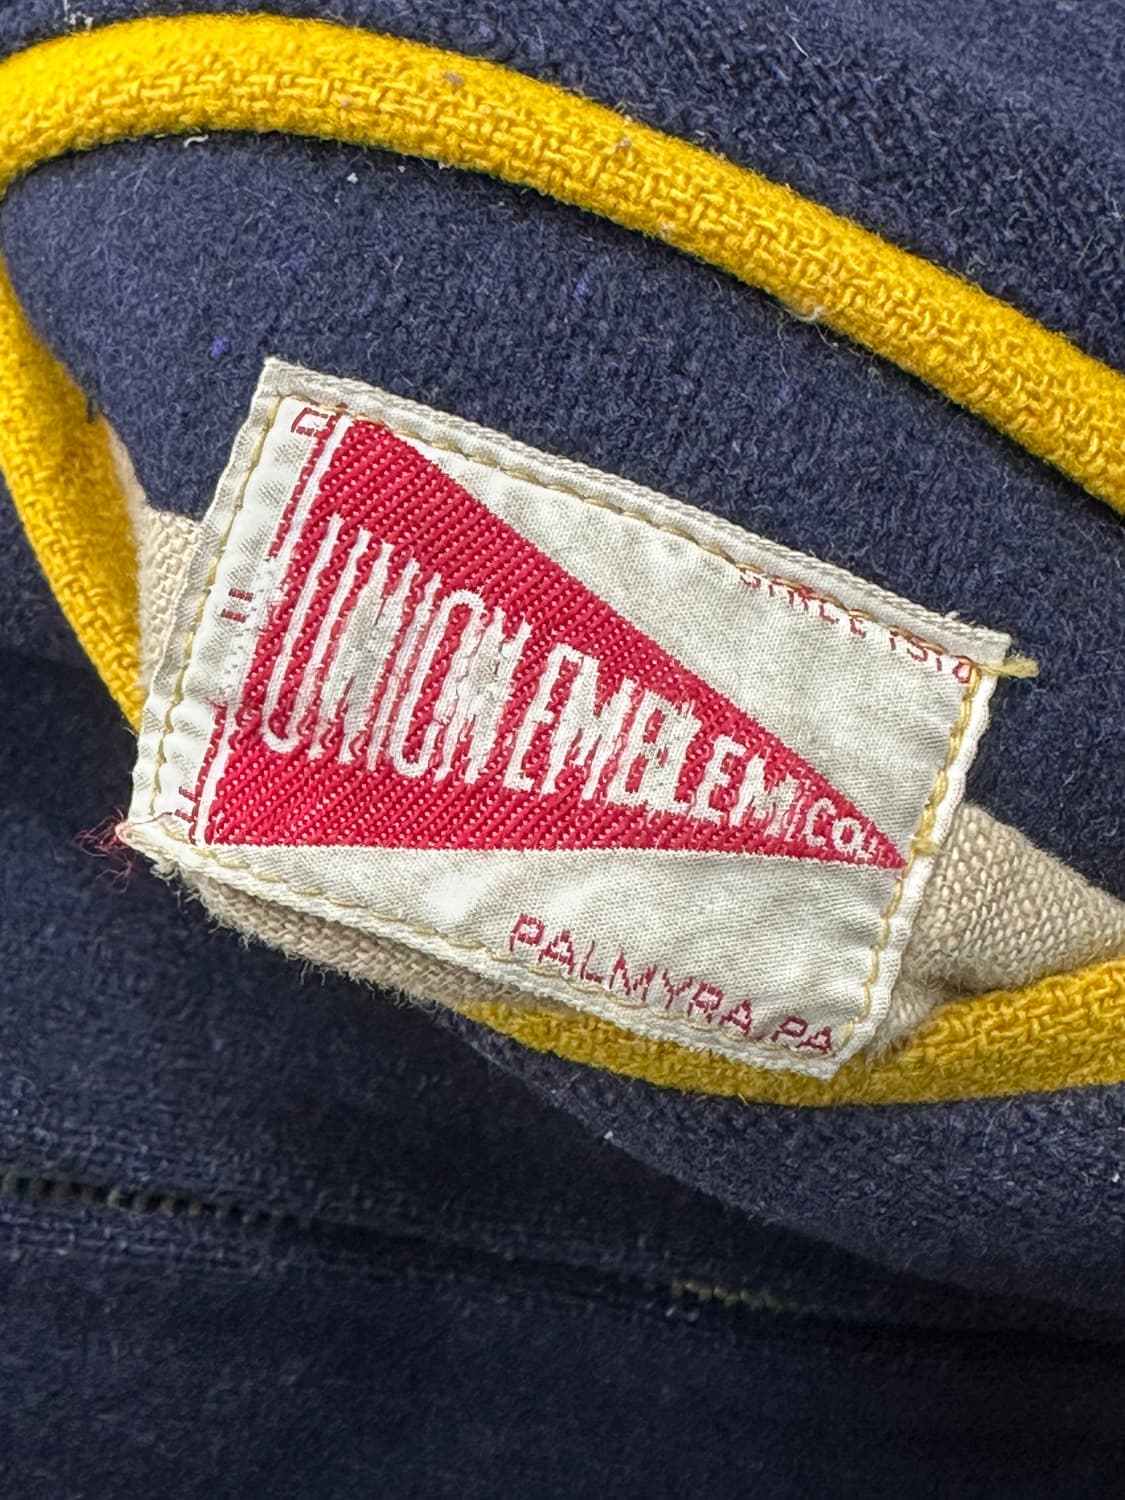 SINCE 1910
UNION EMBLEM CO.
PALMYRA PA